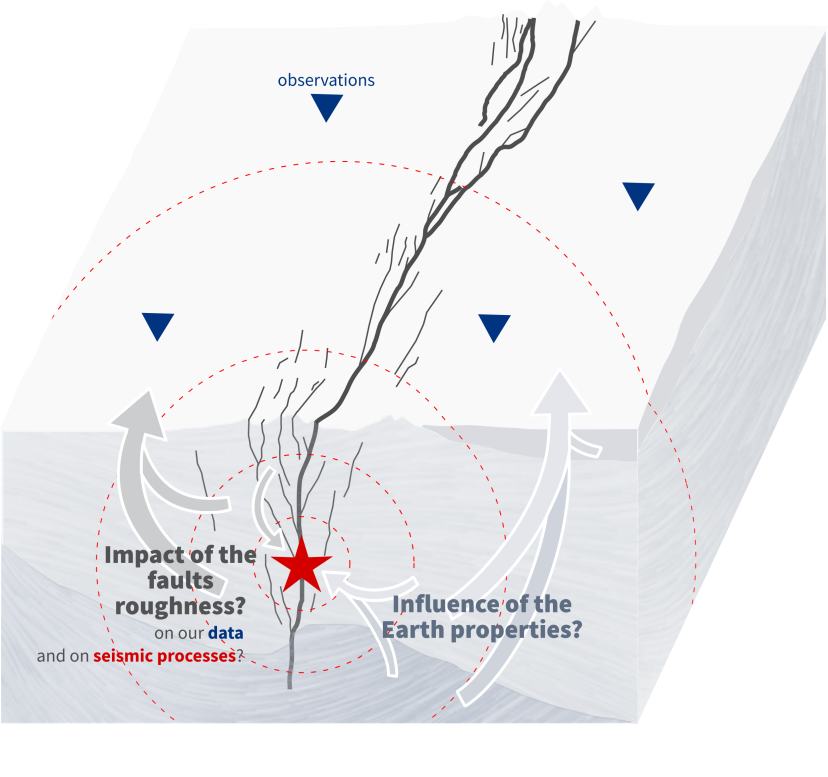 observations
Impact of the
faults
roughness?
on our data
and on seismic processes?
Influence of the
Earth properties?